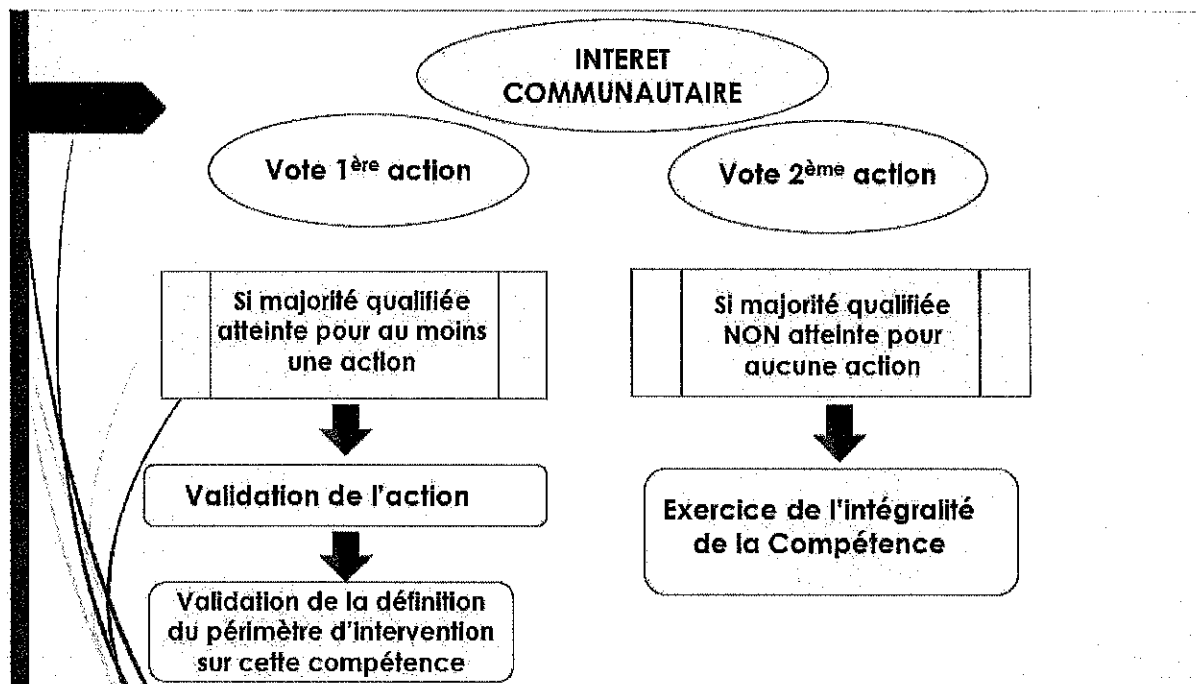 INTERET
COMMUNAUTAIRE
Vote 1ère action
Vote 2ème action
Si majorité qualifiée
atteinte pour au moins
une action
Si majorité qualifiée
NON atteinte pour
aucune action
Validation de l'action
Exercice de l'intégralité
de la Compétence
Validation de la définition
du périmètre d'intervention
sur cette compétence